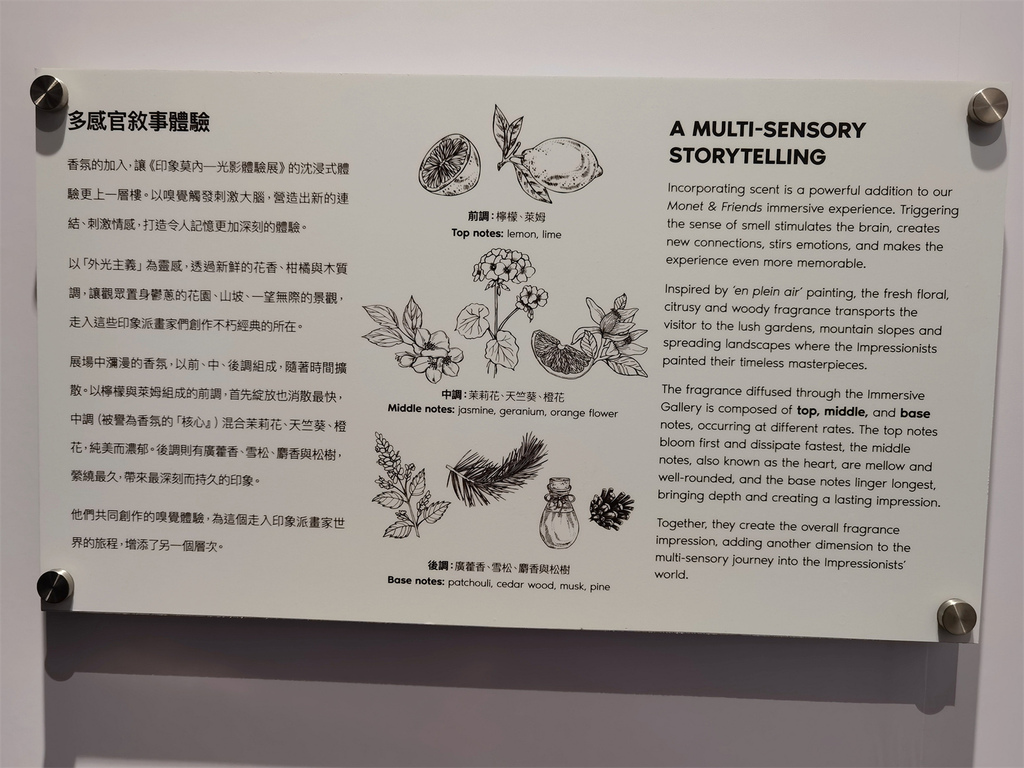 多感官敘事體驗
香氛的加入，讓《印象莫內—光影體驗展》的沈浸式體
驗更上一層樓。以嗅覺觸發刺激大腦，營造出新的連
結、刺激情感，打造令人記憶更加深刻的體驗。
以「外光主義」為靈感，透過新鮮的花香、柑橘與木質
調，讓觀眾置身鬱蔥的花園、山坡、一望無際的景觀，
走入這些印象派畫家們創作不朽經典的所在。
展場中瀰漫的香氛，以前、中、後調組成，隨著時間擴
散。以檸檬與萊姆組成的前調，首先綻放也消散最快，
中調（被譽為香氛的「核心』）混合茉莉花、天竺葵、橙
花，純美而濃郁。後調則有廣藿香、雪松、麝香與松樹，
縈繞最久，帶來最深刻而持久的印象。
他們共同創作的嗅覺體驗，為這個走入印象派畫家世
界的旅程，增添了另一個層次。
前調：檸檬、萊姆
Top notes: lemon, lime
中調：茉莉花、天竺葵、橙花
Middle notes: jasmine, geranium, orange flower
後調：廣藿香、雪松、麝香與松樹
Base notes: patchouli, cedar wood, musk, pine
A MULTI-SENSORY
STORYTELLING
Incorporating scent is a powerful addition to our
Monet & Friends immersive experience. Triggering
the sense of smell stimulates the brain, creates
new connections, stirs emotions, and makes the
experience even more memorable.
Inspired by ‘en plein air’ painting, the fresh floral,
citrusy and woody fragrance transports the
visitor to the lush gardens, mountain slopes and
spreading landscapes where the Impressionists
painted their timeless masterpieces.
The fragrance diffused through the Immersive
Gallery is composed of top, middle, and base
notes, occurring at different rates. The top notes
bloom first and dissipate fastest, the middle
notes, also known as the heart, are mellow and
well-rounded, and the base notes linger longest,
bringing depth and creating a lasting impression.
Together, they create the overall fragrance
impression, adding another dimension to the
multi-sensory journey into the Impressionists’
world.